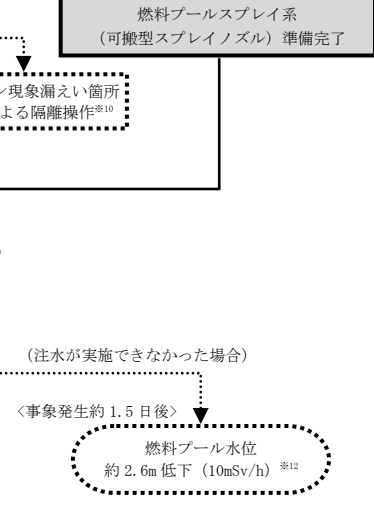 燃料プールスプレイ系
（可搬型スプレイノズル）準備完了
現象漏えい箇所
よる隔離操作※10
（注水が実施できなかった場合）
＜事象発生約 1.5 日後＞
燃料プール水位
約 2.6m 低下（10mSv/h）※12